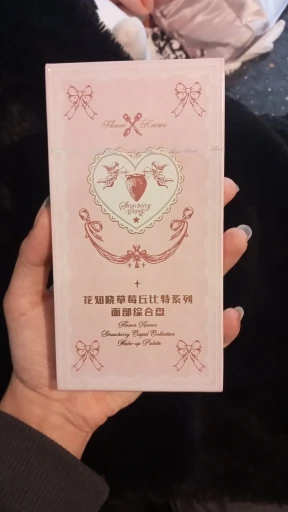 Flower Knows
Strawberry
Cupid
花知晓草莓丘比特系列
面部综合盘
Flower Knows
Strawberry Cupid Collection
Make-up Palette